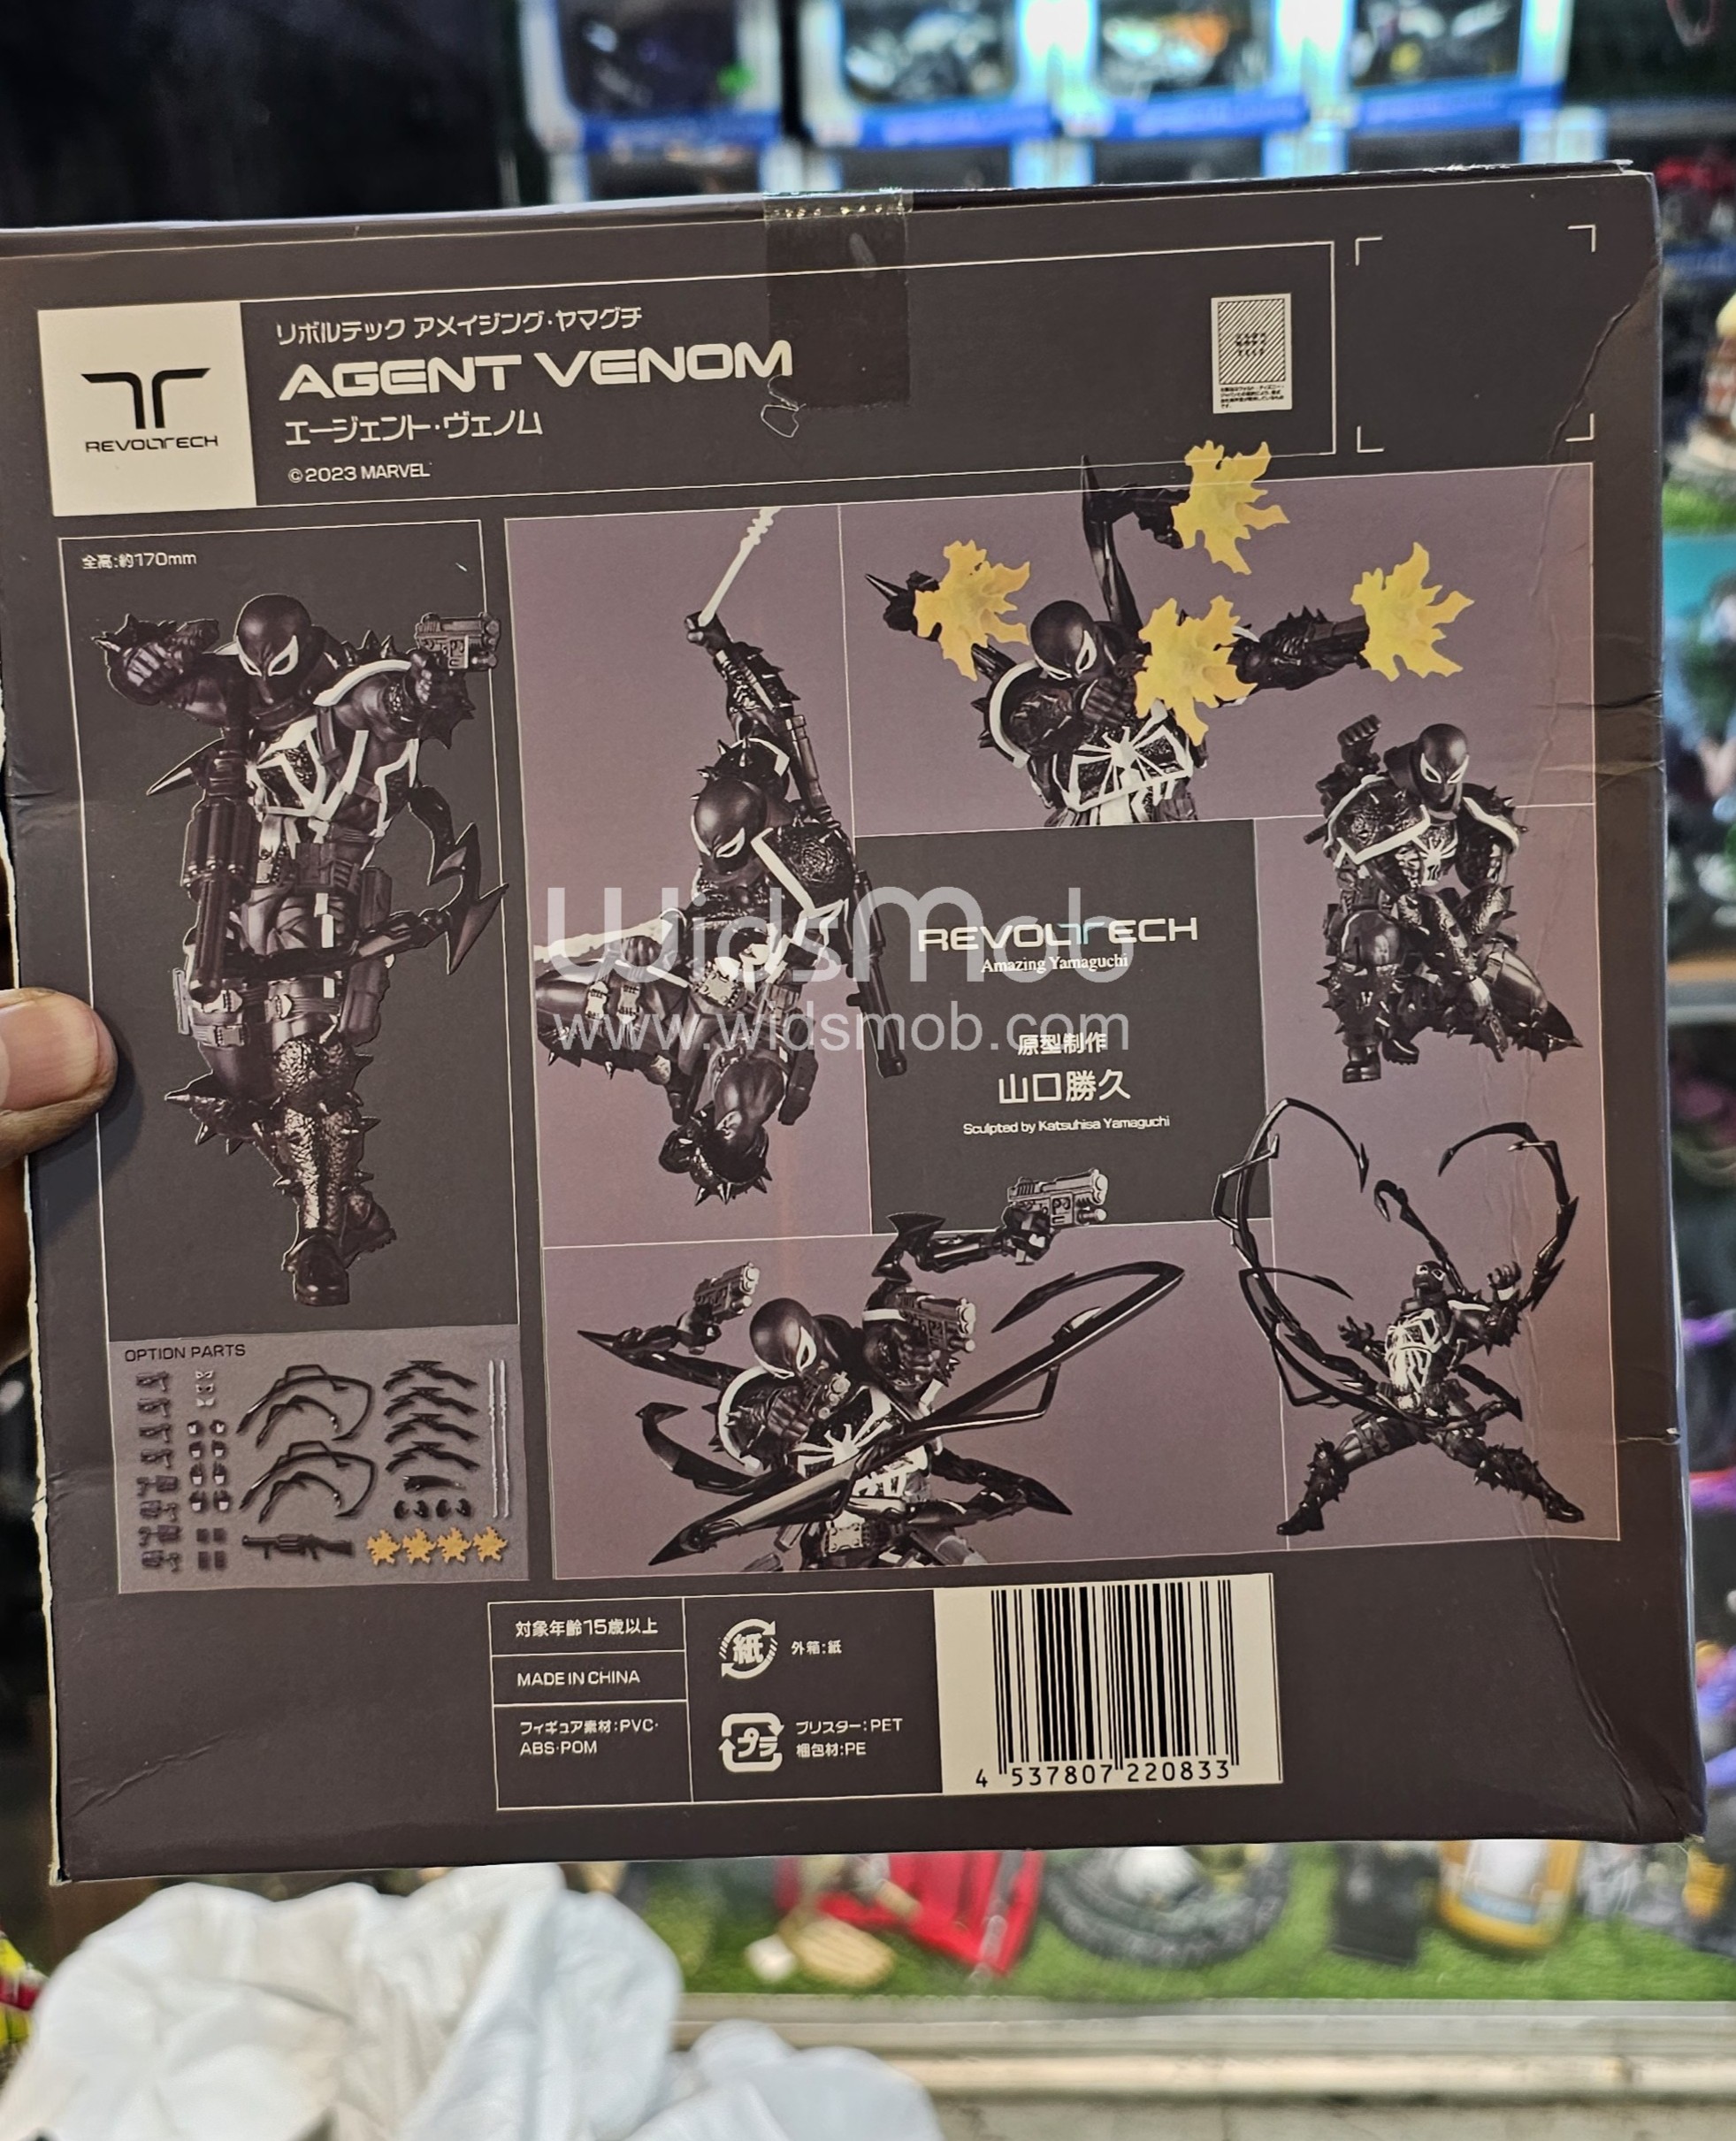 リボルテック アメイジング・ヤマグチ
AGENT VENOM
エージェント・ヴェノム
©2023 MARVEL
REVOLTECH
全高:約170mm
WidsMob
www.widsmob.com
REVOLTECH
Amazing Yamaguchi
原型制作
山口勝久
Sculpted by Katsuhisa Yamaguchi
OPTION PARTS
対象年齢15歳以上
MADE IN CHINA
フィギュア素材:PVC・
ABS・POM
紙
外箱:紙
プラ
ブリスター:PET
梱包材:PE
4 537807 220833